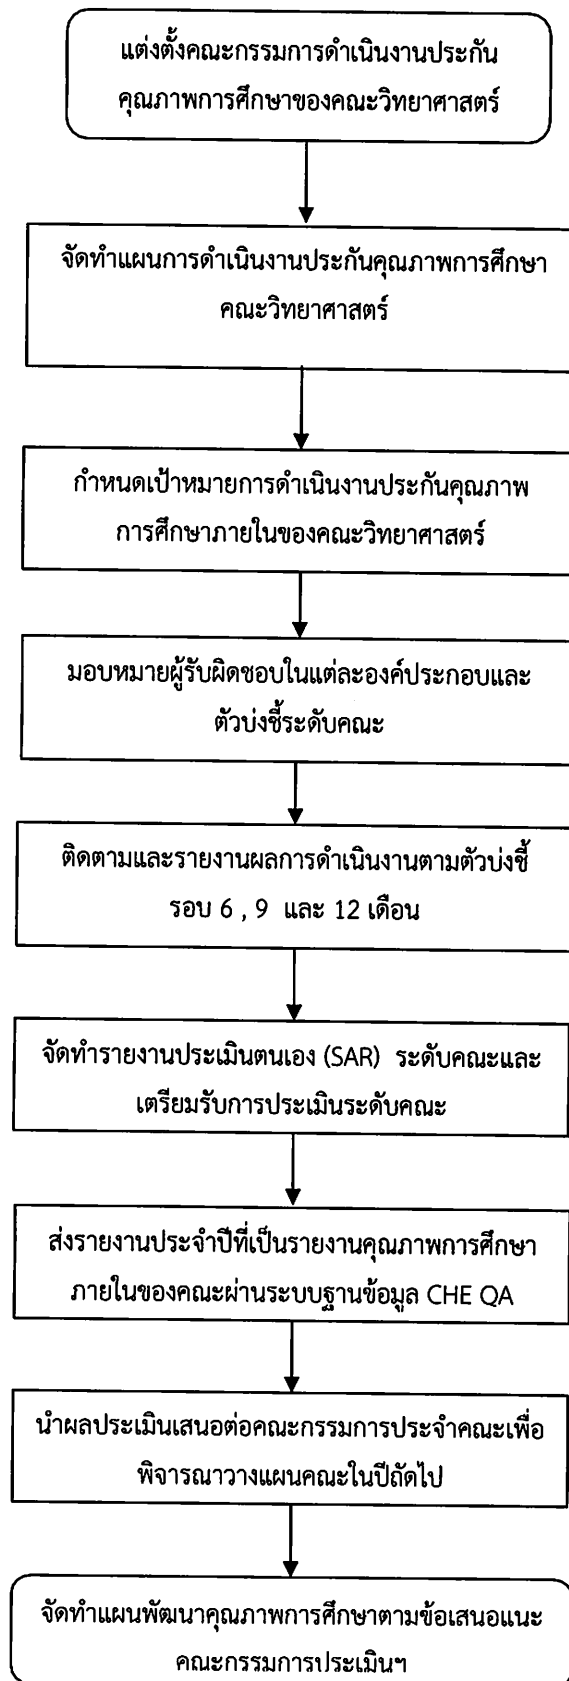 แต่งตั้งคณะกรรมการดำเนินงานประกัน
คุณภาพการศึกษาของคณะวิทยาศาสตร์
จัดทำแผนการดำเนินงานประกันคุณภาพการศึกษา
คณะวิทยาศาสตร์
กำหนดเป้าหมายการดำเนินงานประกันคุณภาพ
การศึกษาภายในของคณะวิทยาศาสตร์
มอบหมายผู้รับผิดชอบในแต่ละองค์ประกอบและ
ตัวบ่งชี้ระดับคณะ
ติดตามและรายงานผลการดำเนินงานตามตัวบ่งชี้
รอบ 6 , 9 และ 12 เดือน
จัดทำรายงานประเมินตนเอง (SAR) ระดับคณะและ
เตรียมรับการประเมินระดับคณะ
ส่งรายงานประจำปีที่เป็นรายงานคุณภาพการศึกษา
ภายในของคณะผ่านระบบฐานข้อมูล CHE QA
นำผลประเมินเสนอต่อคณะกรรมการประจำคณะเพื่อ
พิจารณาวางแผนคณะในปีถัดไป
จัดทำแผนพัฒนาคุณภาพการศึกษาตามข้อเสนอแนะ
คณะกรรมการประเมินฯ